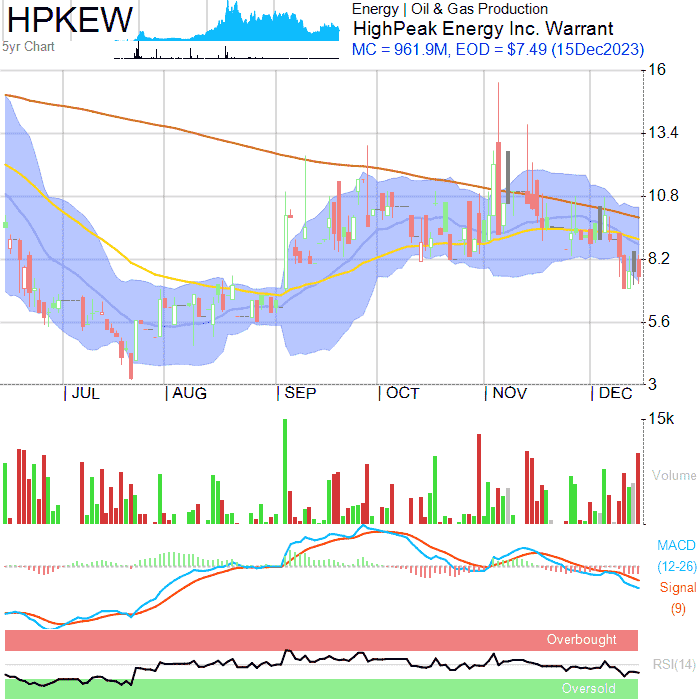 HPKEW
5yr Chart
Energy | Oil & Gas Production
HighPeak Energy Inc. Warrant
MC = 961.9M, EOD = $7.49 (15Dec2023)
16
13.4
10.8
8.2
5.6
3
JUL AUG SEP OCT NOV DEC
15k
Volume
MACD
(12-26)
Signal
(9)
Overbought
RSI(14)
Oversold